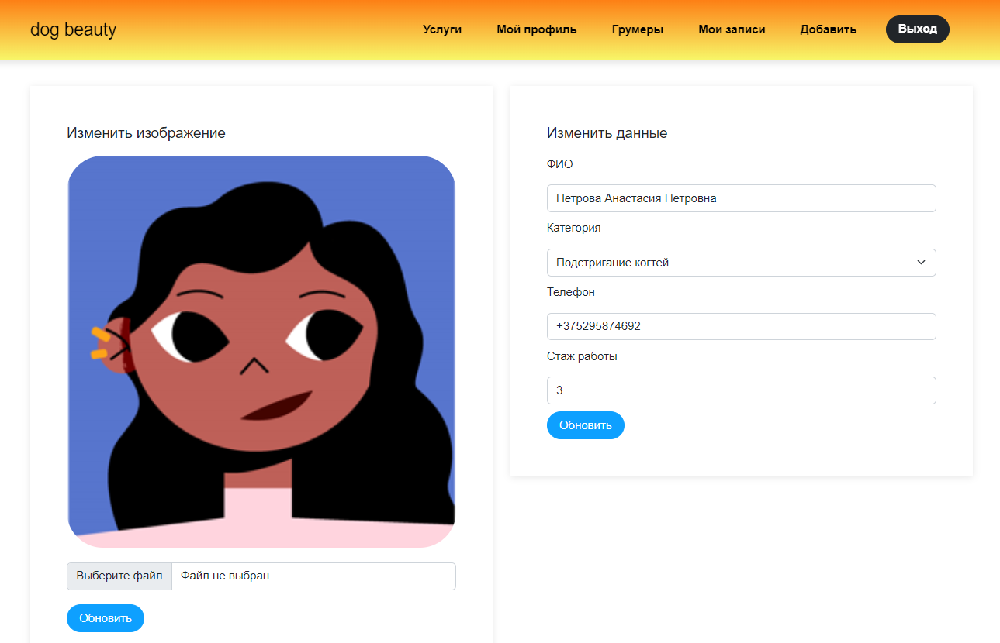 dog beauty
Услуги Мой профиль Грумеры Мои записи Добавить Выход
Изменить изображение
Выберите файл Файл не выбран
Обновить
Изменить данные
ФИО
Петрова Анастасия Петровна
Категория
Подстригание когтей
Телефон
+375295874692
Стаж работы
3
Обновить